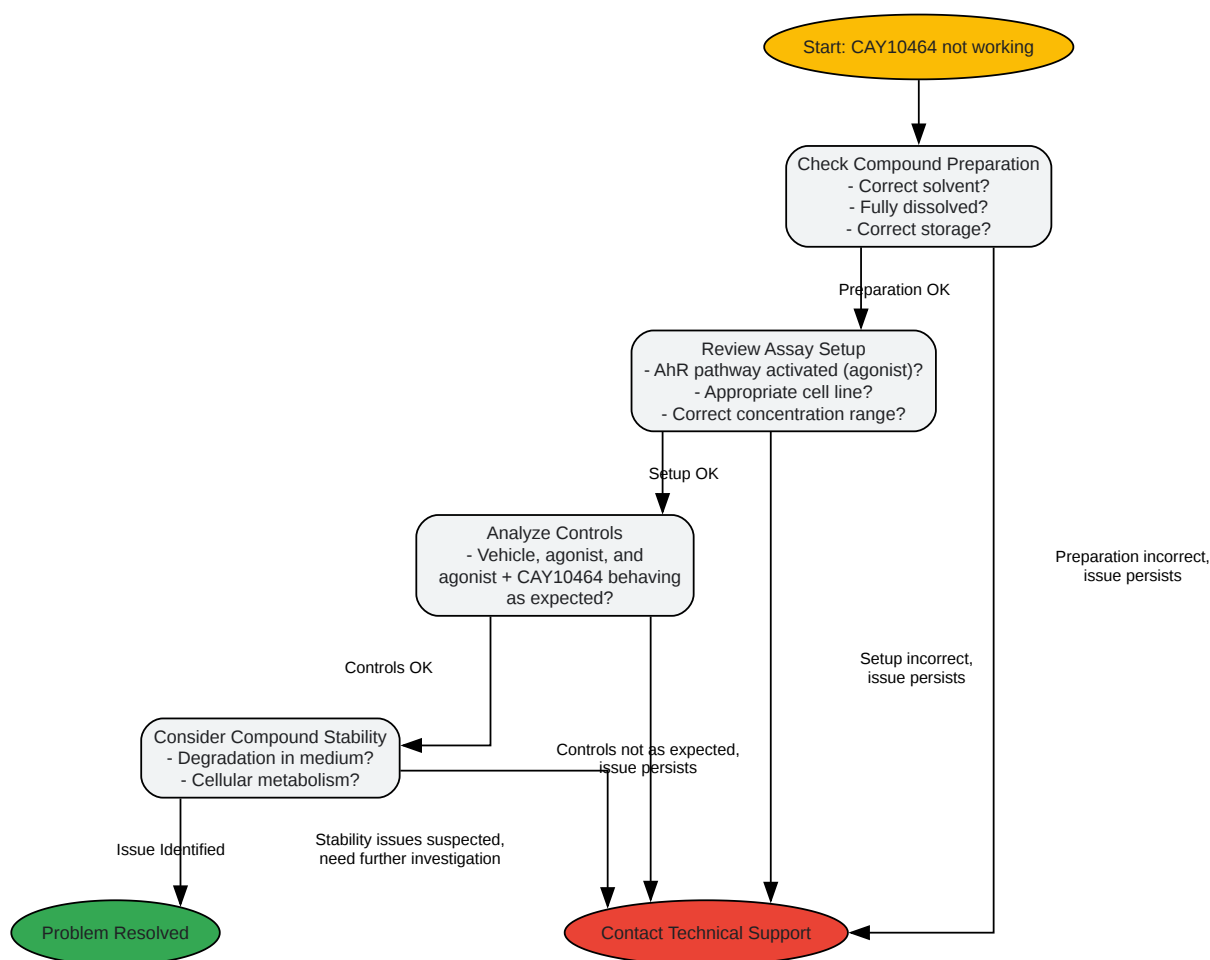 Start: CAY10464 not working
Check Compound Preparation
- Correct solvent?
- Fully dissolved?
- Correct storage?
Preparation OK
Review Assay Setup
- AhR pathway activated (agonist)?
- Appropriate cell line?
- Correct concentration range?
Setup OK
Analyze Controls
- Vehicle, agonist, and
agonist + CAY10464 behaving
as expected?
Preparation incorrect,
issue persists
Setup incorrect,
issue persists
Controls OK
Consider Compound Stability
- Degradation in medium?
- Cellular metabolism?
Controls not as expected,
issue persists
Issue Identified
Stability issues suspected,
need further investigation
Problem Resolved
Contact Technical Support